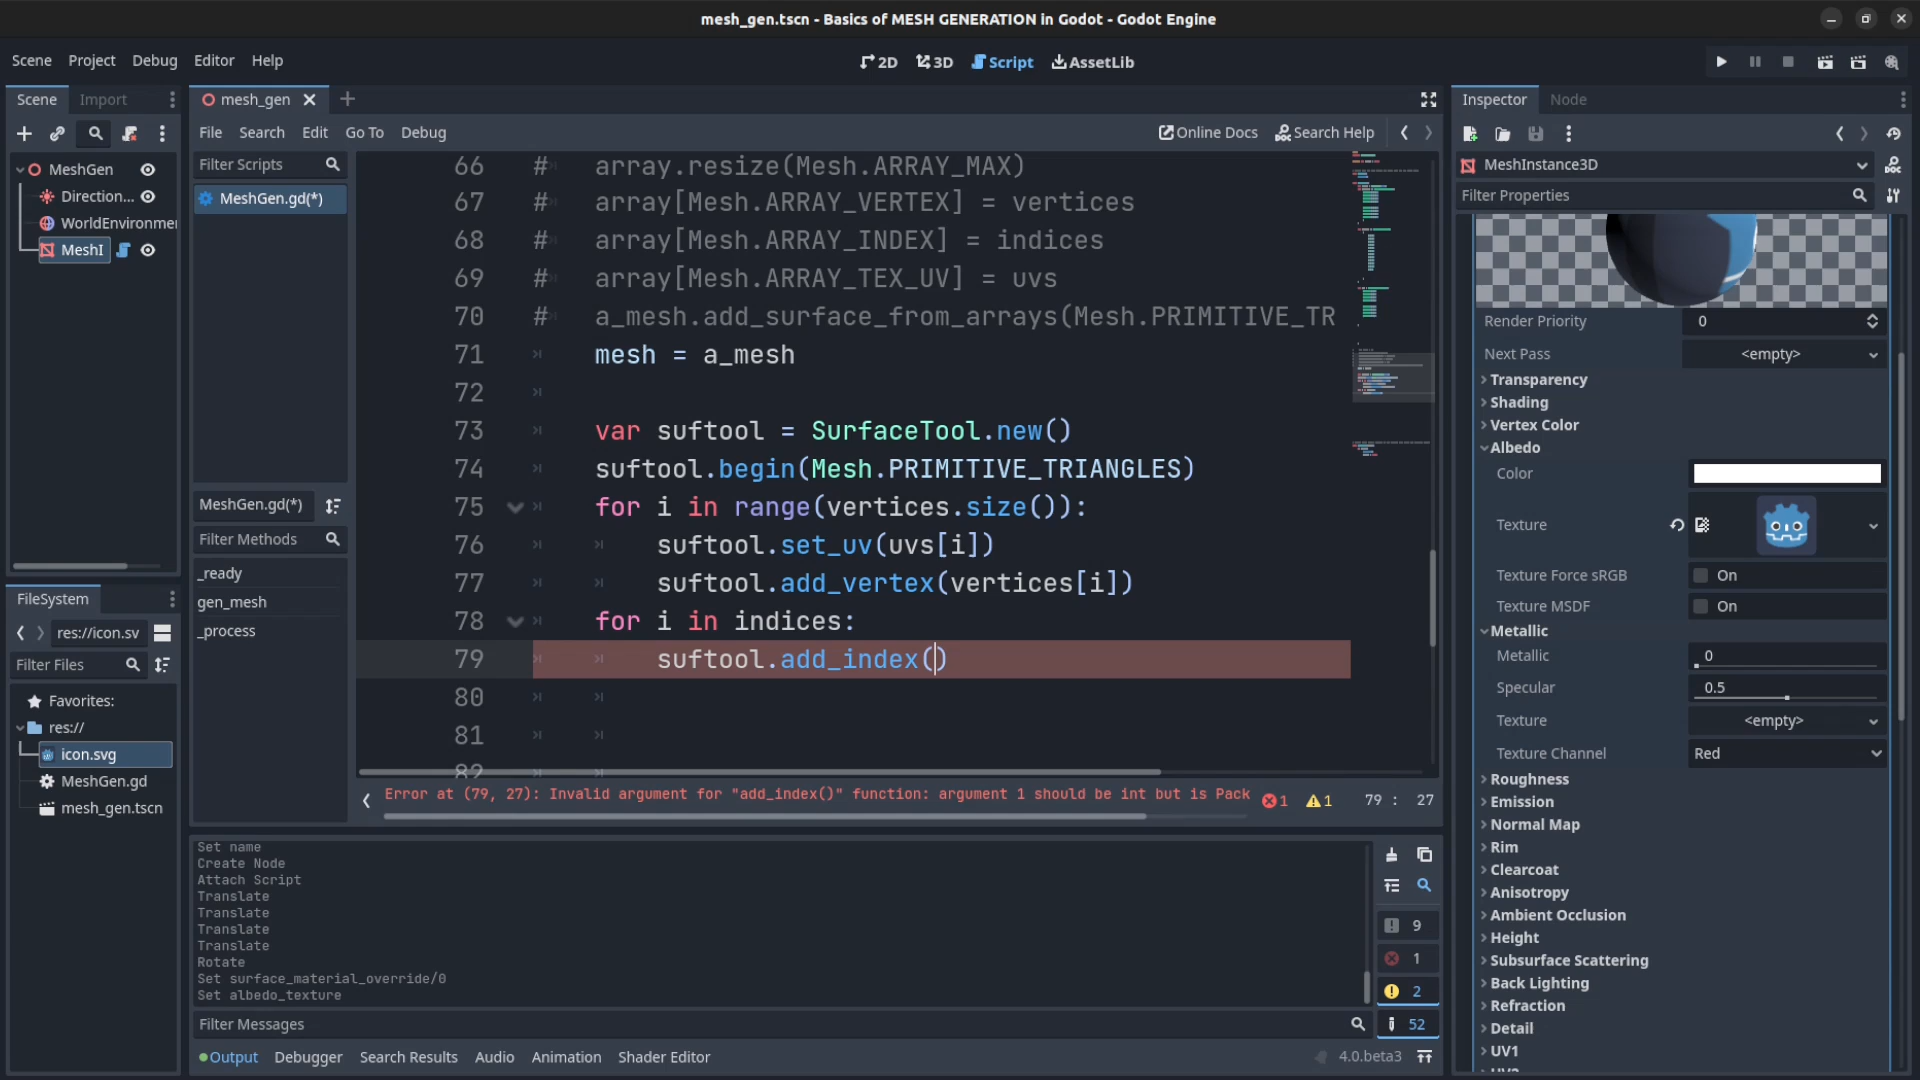 mesh_gen.tscn - Basics of MESH GENERATION in Godot - Godot Engine
Scene Project Debug Editor Help
2D 3D Script AssetLib
Scene Import
mesh_gen
Inspector Node
File Search Edit Go To Debug
Online Docs Search Help
MeshGen
Direction...
WorldEnvironme
MeshI
Filter Scripts
MeshGen.gd(*)
MeshGen.gd(*)
Filter Methods
_ready
gen_mesh
_process
66 # array.resize(Mesh.ARRAY_MAX)
67 # array[Mesh.ARRAY_VERTEX] = vertices
68 # array[Mesh.ARRAY_INDEX] = indices
69 # array[Mesh.ARRAY_TEX_UV] = uvs
70 # a_mesh.add_surface_from_arrays(Mesh.PRIMITIVE_TR
71 mesh = a_mesh
72
73 var suftool = SurfaceTool.new()
74 suftool.begin(Mesh.PRIMITIVE_TRIANGLES)
75 for i in range(vertices.size()):
76 suftool.set_uv(uvs[i])
77 suftool.add_vertex(vertices[i])
78 for i in indices:
79 suftool.add_index()
80
81
82
Error at (79, 27): Invalid argument for "add_index()" function: argument 1 should be int but is Pack
1 1 79 : 27
FileSystem
res://icon.sv
Filter Files
Favorites:
res://
icon.svg
MeshGen.gd
mesh_gen.tscn
Set name
Create Node
Attach Script
Translate
Translate
Translate
Translate
Rotate
Set surface_material_override/0
Set albedo_texture
9
1
2
52
Filter Messages
Output Debugger Search Results Audio Animation Shader Editor
4.0.beta3
MeshInstance3D
Filter Properties
Render Priority 0
Next Pass <empty>
Transparency
Shading
Vertex Color
Albedo
Color
Texture
Texture Force sRGB On
Texture MSDF On
Metallic
Metallic 0
Specular 0.5
Texture <empty>
Texture Channel Red
Roughness
Emission
Normal Map
Rim
Clearcoat
Anisotropy
Ambient Occlusion
Height
Subsurface Scattering
Back Lighting
Refraction
Detail
UV1